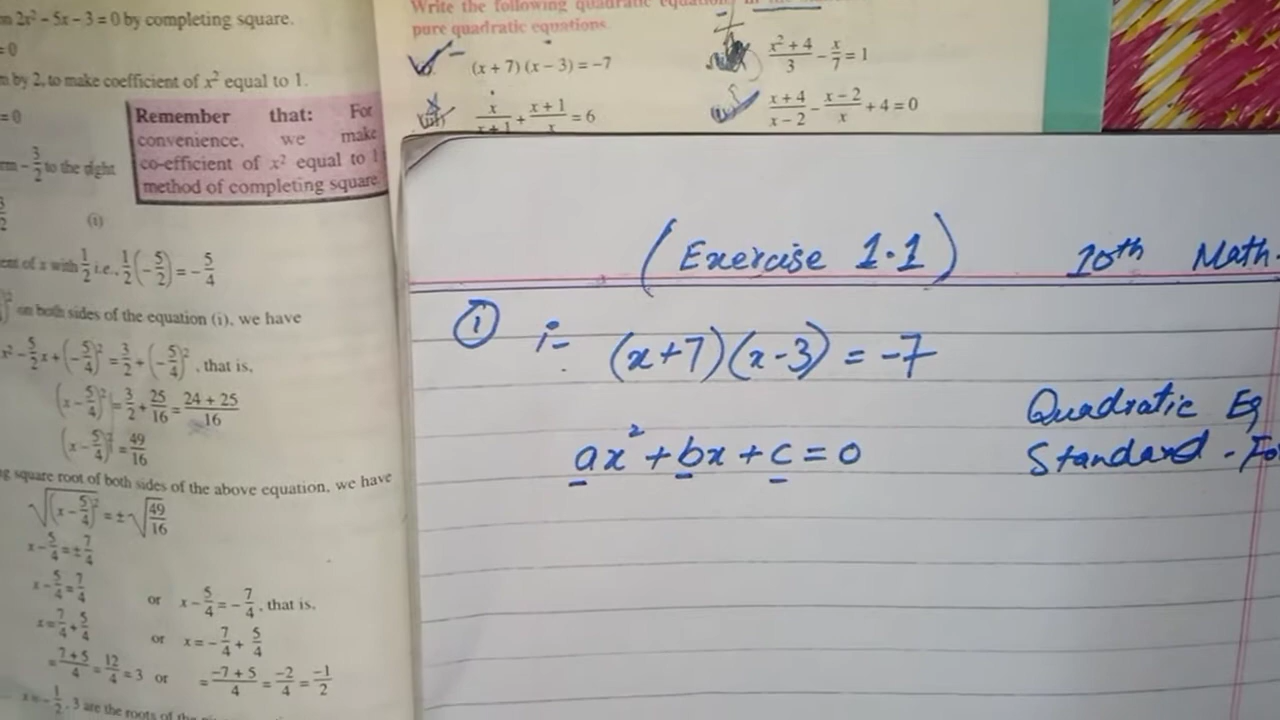 2x² - 5x - 3 = 0 by completing square.
= 0
by 2, to make coefficient of x² equal to 1.
= 0
Remember that: For
convenience, we make
co-efficient of x² equal to 1
method of completing square
- 3/2 to the right
3/2 (i)
of x with 1/2 i.e., 1/2(-5/2) = -5/4
on both sides of the equation (i), we have
x² - 5/2 x + (-5/4)² = 3/2 + (-5/4)², that is,
(x - 5/4)² = 3/2 + 25/16 = 24 + 25/16
(x - 5/4)² = 49/16
square root of both sides of the above equation, we have
√(x - 5/4)² = ±√49/16
x - 5/4 = ± 7/4
x - 5/4 = 7/4 or x - 5/4 = -7/4, that is,
x = 7/4 + 5/4 or x = -7/4 + 5/4
= 7+5/4 = 12/4 = 3 or = -7+5/4 = -2/4 = -1/2
x = -1/2, 3 are the roots of the
Write the following quadratic
pure quadratic equations.
(x + 7) (x - 3) = -7
x² + 4/3 - x/7 = 1
x/x+1 + x+1/x = 6
x+4/x-2 - x-2/x + 4 = 0
(Exercise 1.1) 10th Math.
① i- (x+7)(x-3) = -7
Quadratic Eq
ax² + bx + c = 0 Standard - Fo